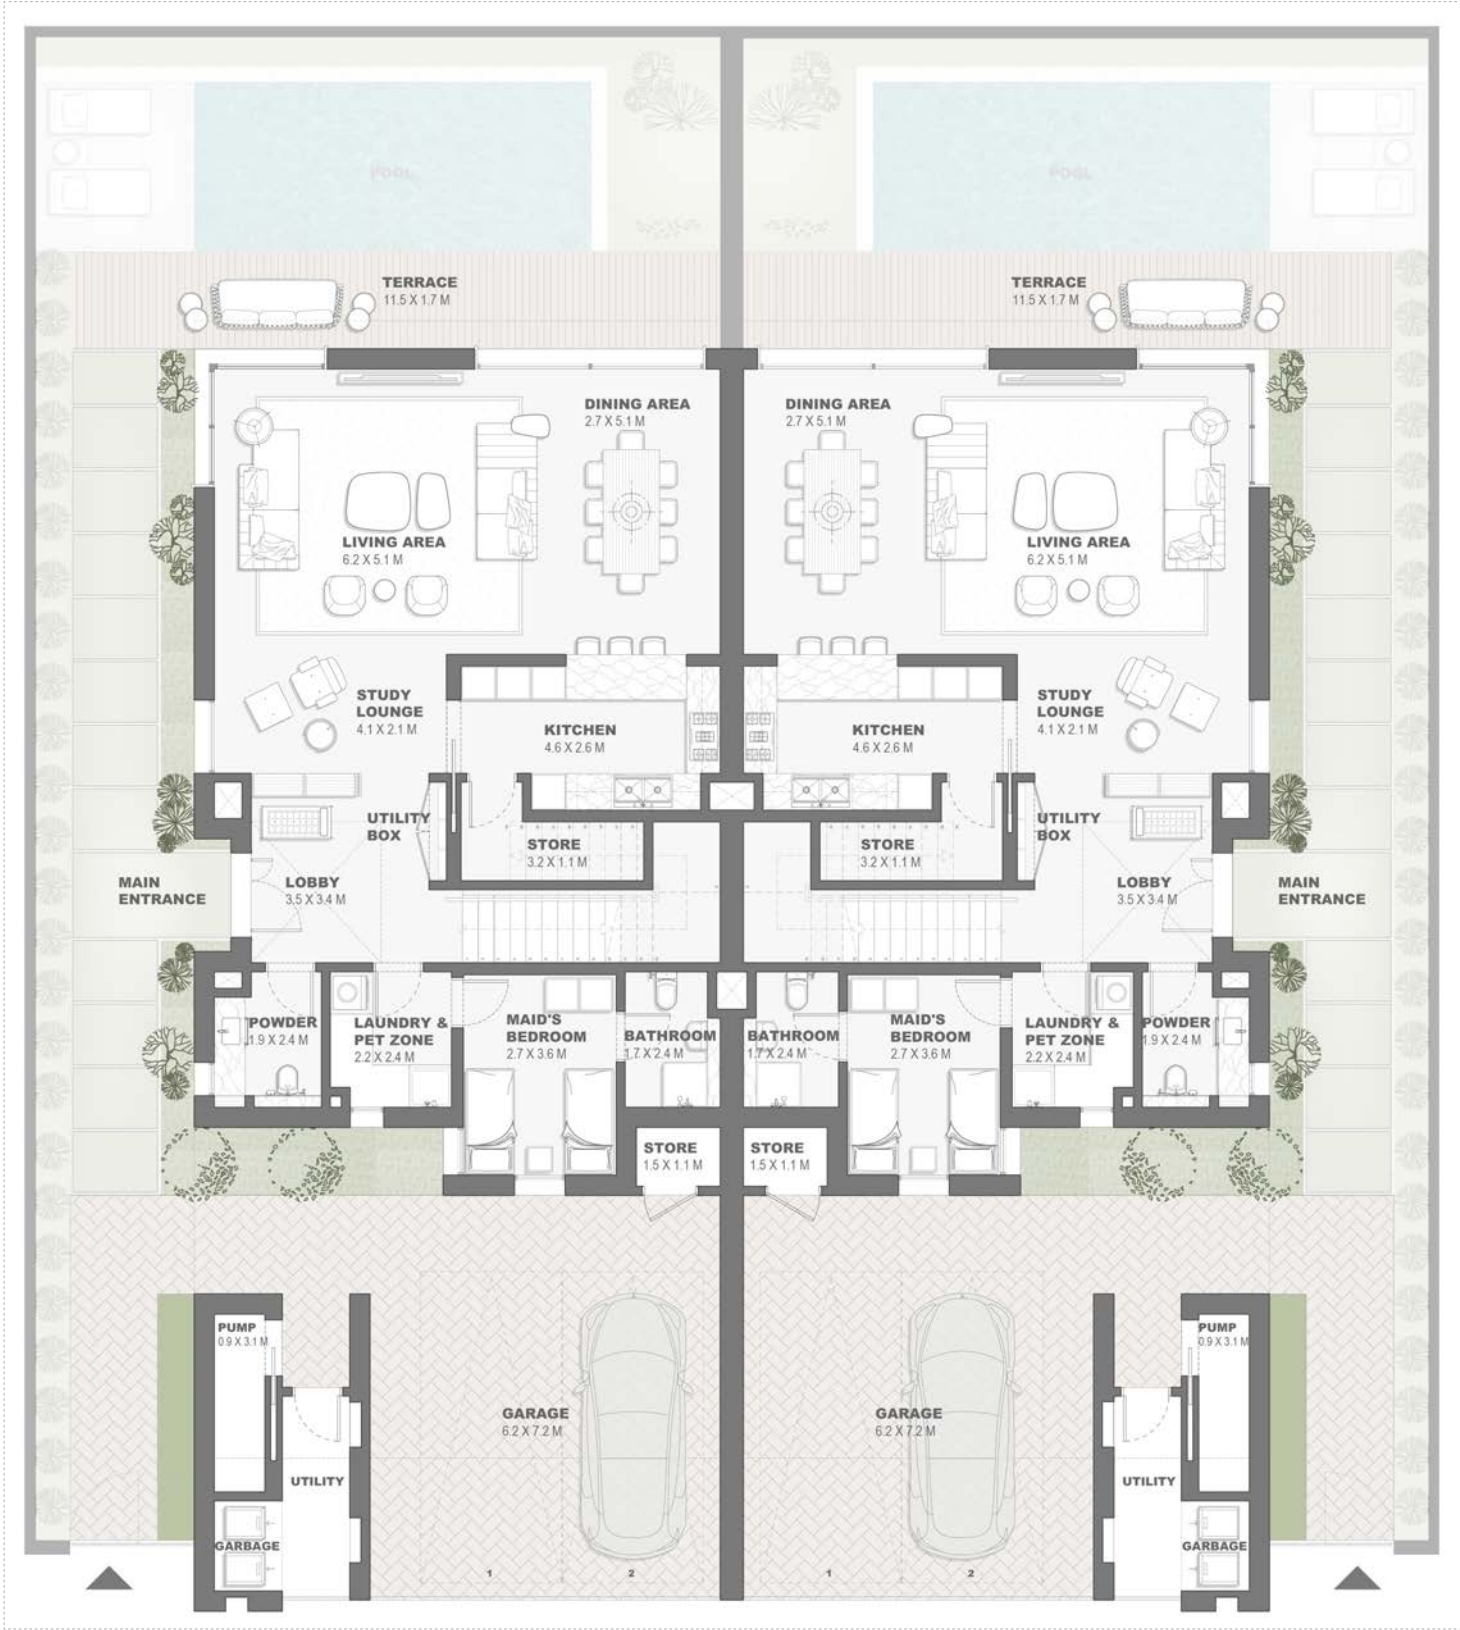 POOL
POOL
TERRACE
11.5 X 1.7 M
TERRACE
11.5 X 1.7 M
DINING AREA
2.7 X 5.1 M
DINING AREA
2.7 X 5.1 M
LIVING AREA
6.2 X 5.1 M
LIVING AREA
6.2 X 5.1 M
STUDY
LOUNGE
4.1 X 2.1 M
KITCHEN
4.6 X 2.6 M
KITCHEN
4.6 X 2.6 M
STUDY
LOUNGE
4.1 X 2.1 M
UTILITY
BOX
STORE
3.2 X 1.1 M
STORE
3.2 X 1.1 M
UTILITY
BOX
MAIN
ENTRANCE
LOBBY
3.5 X 3.4 M
LOBBY
3.5 X 3.4 M
MAIN
ENTRANCE
POWDER
1.9 X 2.4 M
LAUNDRY &
PET ZONE
2.2 X 2.4 M
MAID'S
BEDROOM
2.7 X 3.6 M
BATHROOM
1.7 X 2.4 M
BATHROOM
1.7 X 2.4 M
MAID'S
BEDROOM
2.7 X 3.6 M
LAUNDRY &
PET ZONE
2.2 X 2.4 M
POWDER
1.9 X 2.4 M
STORE
1.5 X 1.1 M
STORE
1.5 X 1.1 M
PUMP
0.9 X 3.1 M
PUMP
0.9 X 3.1 M
GARAGE
6.2 X 7.2 M
GARAGE
6.2 X 7.2 M
UTILITY
UTILITY
GARBAGE
GARBAGE
1
2
1
2